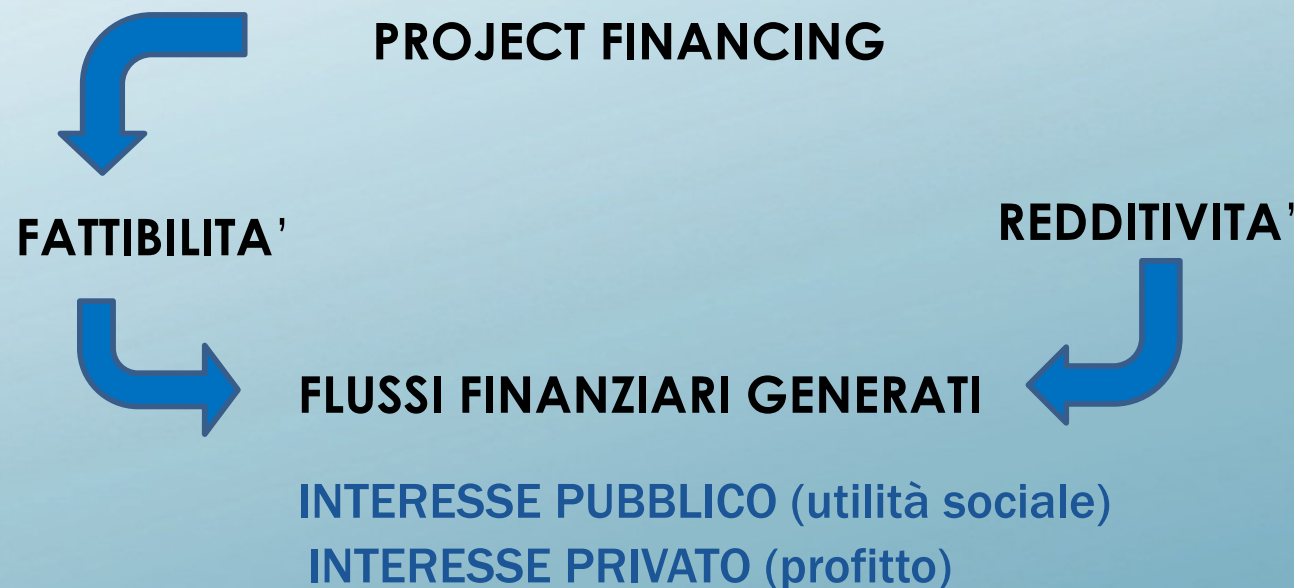 PROJECT FINANCING
FATTIBILITA'
REDDITIVITA'
FLUSSI FINANZIARI GENERATI
INTERESSE PUBBLICO (utilità sociale)
INTERESSE PRIVATO (profitto)